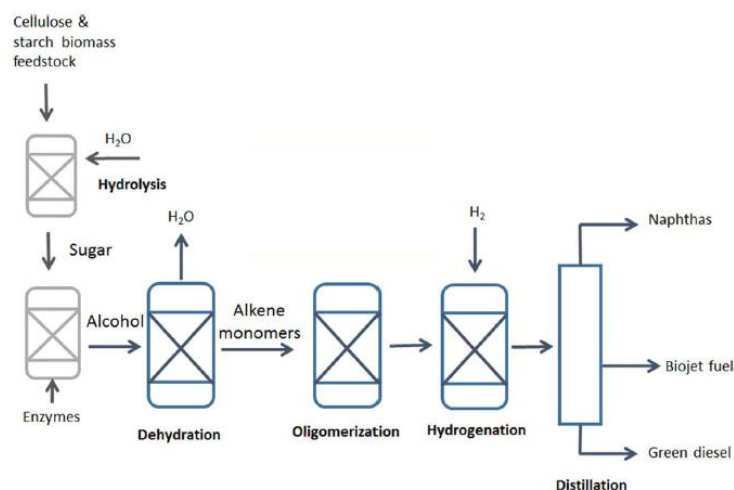 Cellulose &
starch biomass
feedstock
H₂O
Hydrolysis
Sugar
H₂O
H₂
Naphthas
Alcohol
Alkene
monomers
Biojet fuel
Enzymes
Dehydration
Oligomerization
Hydrogenation
Green diesel
Distillation